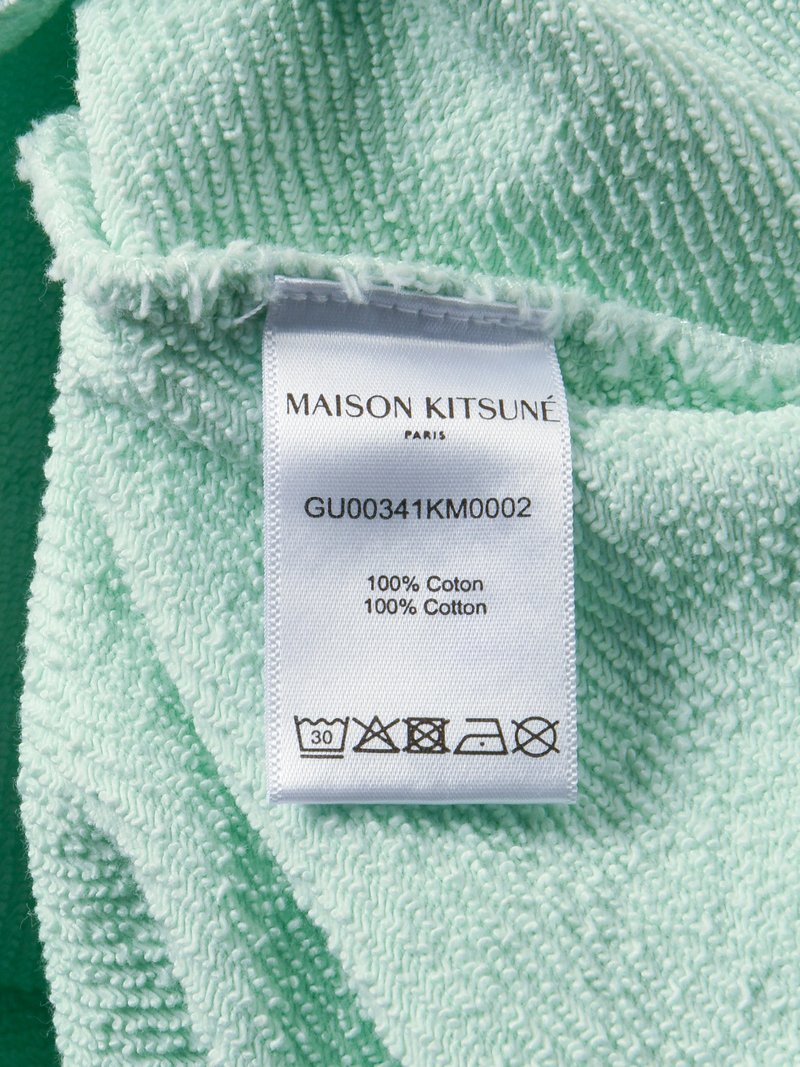 MAISON KITSUNÉ
PARIS
GU00341KM0002
100% Coton
100% Cotton
30